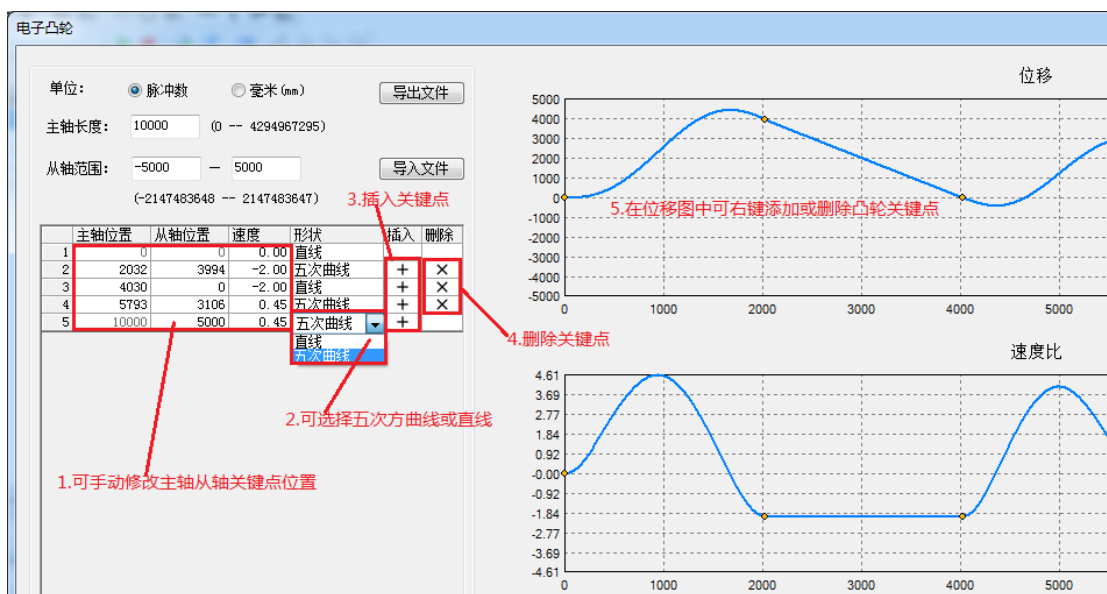 电子凸轮
单位： 脉冲数 毫米(mm) 导出文件
主轴长度： 10000 (0 -- 4294967295)
从轴范围： -5000 — 5000 导入文件
(-2147483648 -- 2147483647)
3.插入关键点
主轴位置 从轴位置 速度 形状 插入 删除
1 0 0 0.00 直线
2 2032 3994 -2.00 五次曲线 + ×
3 4030 0 -2.00 直线 + ×
4 5793 3106 0.45 五次曲线 + ×
5 10000 5000 0.45 五次曲线 +
直线
五次曲线
4.删除关键点
2.可选择五次方曲线或直线
1.可手动修改主轴从轴关键点位置
位移
5000
4000
3000
2000
1000
0
-1000
-2000
-3000
-4000
-5000
0 1000 2000 3000 4000 5000
5.在位移图中可右键添加或删除凸轮关键点
速度比
4.61
3.69
2.77
1.84
0.92
-0.00
-0.92
-1.84
-2.77
-3.69
-4.61
0 1000 2000 3000 4000 5000